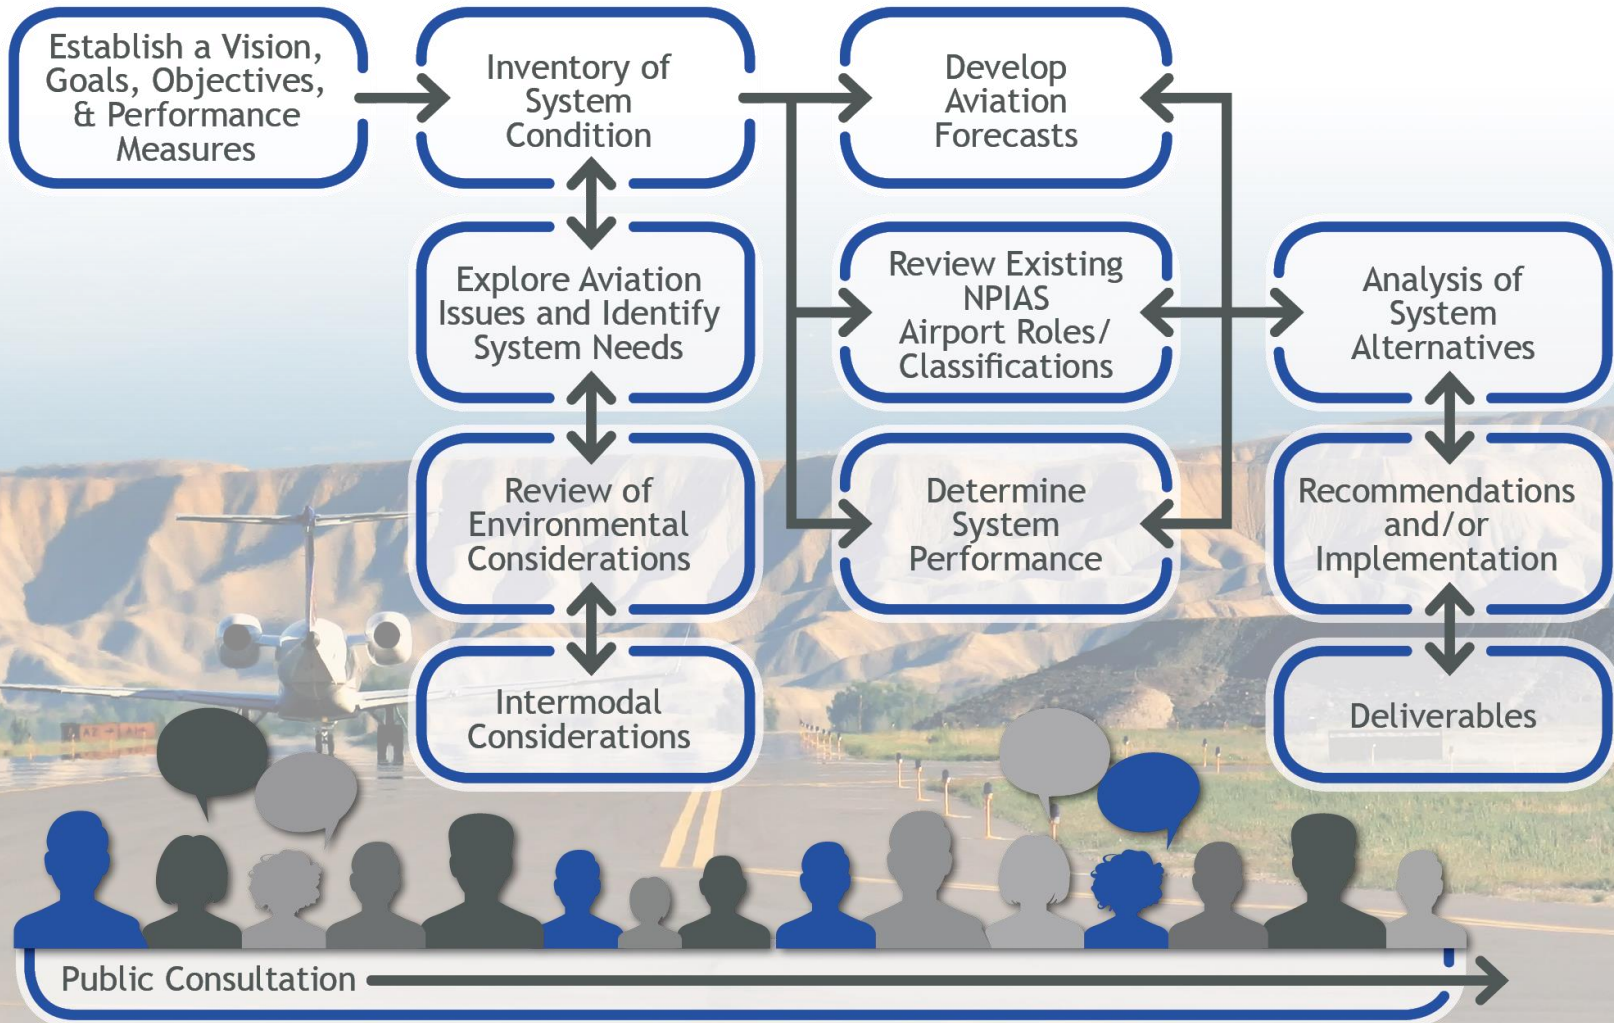 Establish a Vision,
Goals, Objectives,
& Performance
Measures
Inventory of
System
Condition
Develop
Aviation
Forecasts
Explore Aviation
Issues and Identify
System Needs
Review Existing
NPIAS
Airport Roles/
Classifications
Analysis of
System
Alternatives
Review of
Environmental
Considerations
Determine
System
Performance
Recommendations
and/or
Implementation
Intermodal
Considerations
Deliverables
Public Consultation